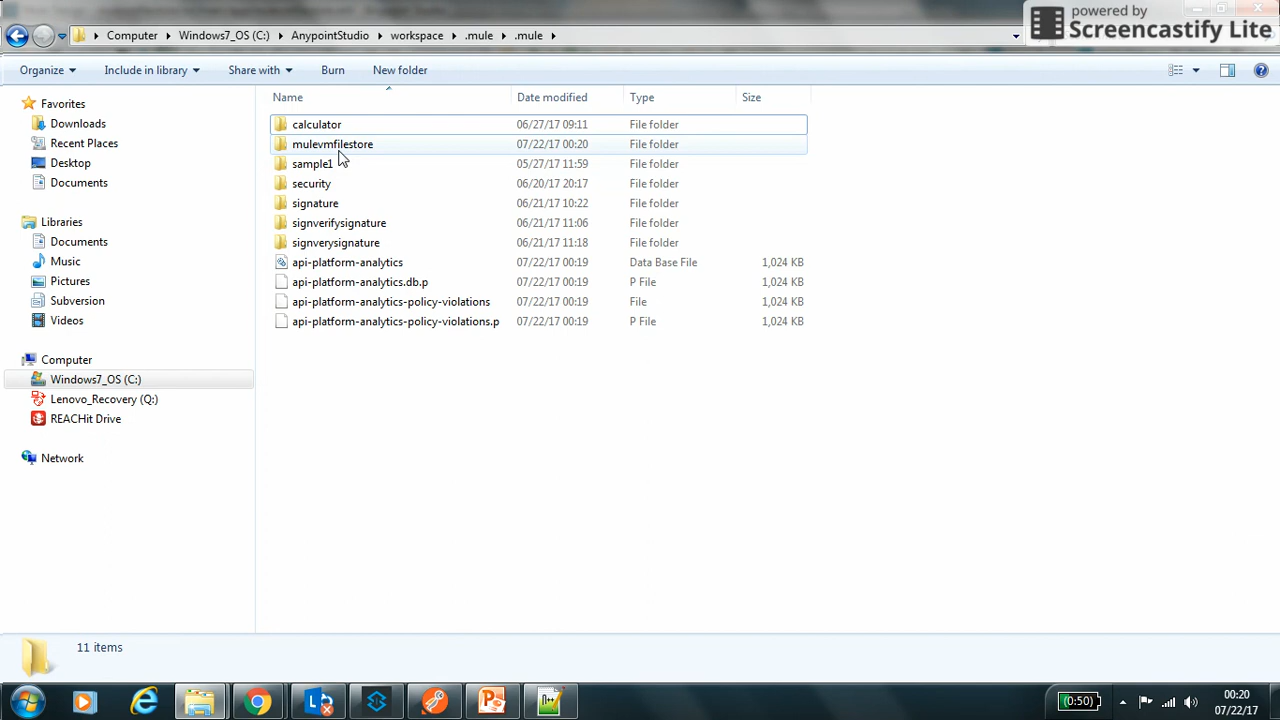 powered by
Screencastify Lite
Computer Windows7_OS (C:) AnypointStudio workspace .mule .mule
Organize Include in library Share with Burn New folder
Name Date modified Type Size
Favorites
Downloads
Recent Places
Desktop
Documents
Libraries
Documents
Music
Pictures
Subversion
Videos
Computer
Windows7_OS (C:)
Lenovo_Recovery (Q:)
REACHit Drive
Network
calculator 06/27/17 09:11 File folder
mulevmfilestore 07/22/17 00:20 File folder
sample1 05/27/17 11:59 File folder
security 06/20/17 20:17 File folder
signature 06/21/17 10:22 File folder
signverifysignature 06/21/17 11:06 File folder
signverysignature 06/21/17 11:18 File folder
api-platform-analytics 07/22/17 00:19 Data Base File 1,024 KB
api-platform-analytics.db.p 07/22/17 00:19 P File 1,024 KB
api-platform-analytics-policy-violations 07/22/17 00:19 File 1,024 KB
api-platform-analytics-policy-violations.p 07/22/17 00:19 P File 1,024 KB
11 items
(0:50)
00:20
07/22/17